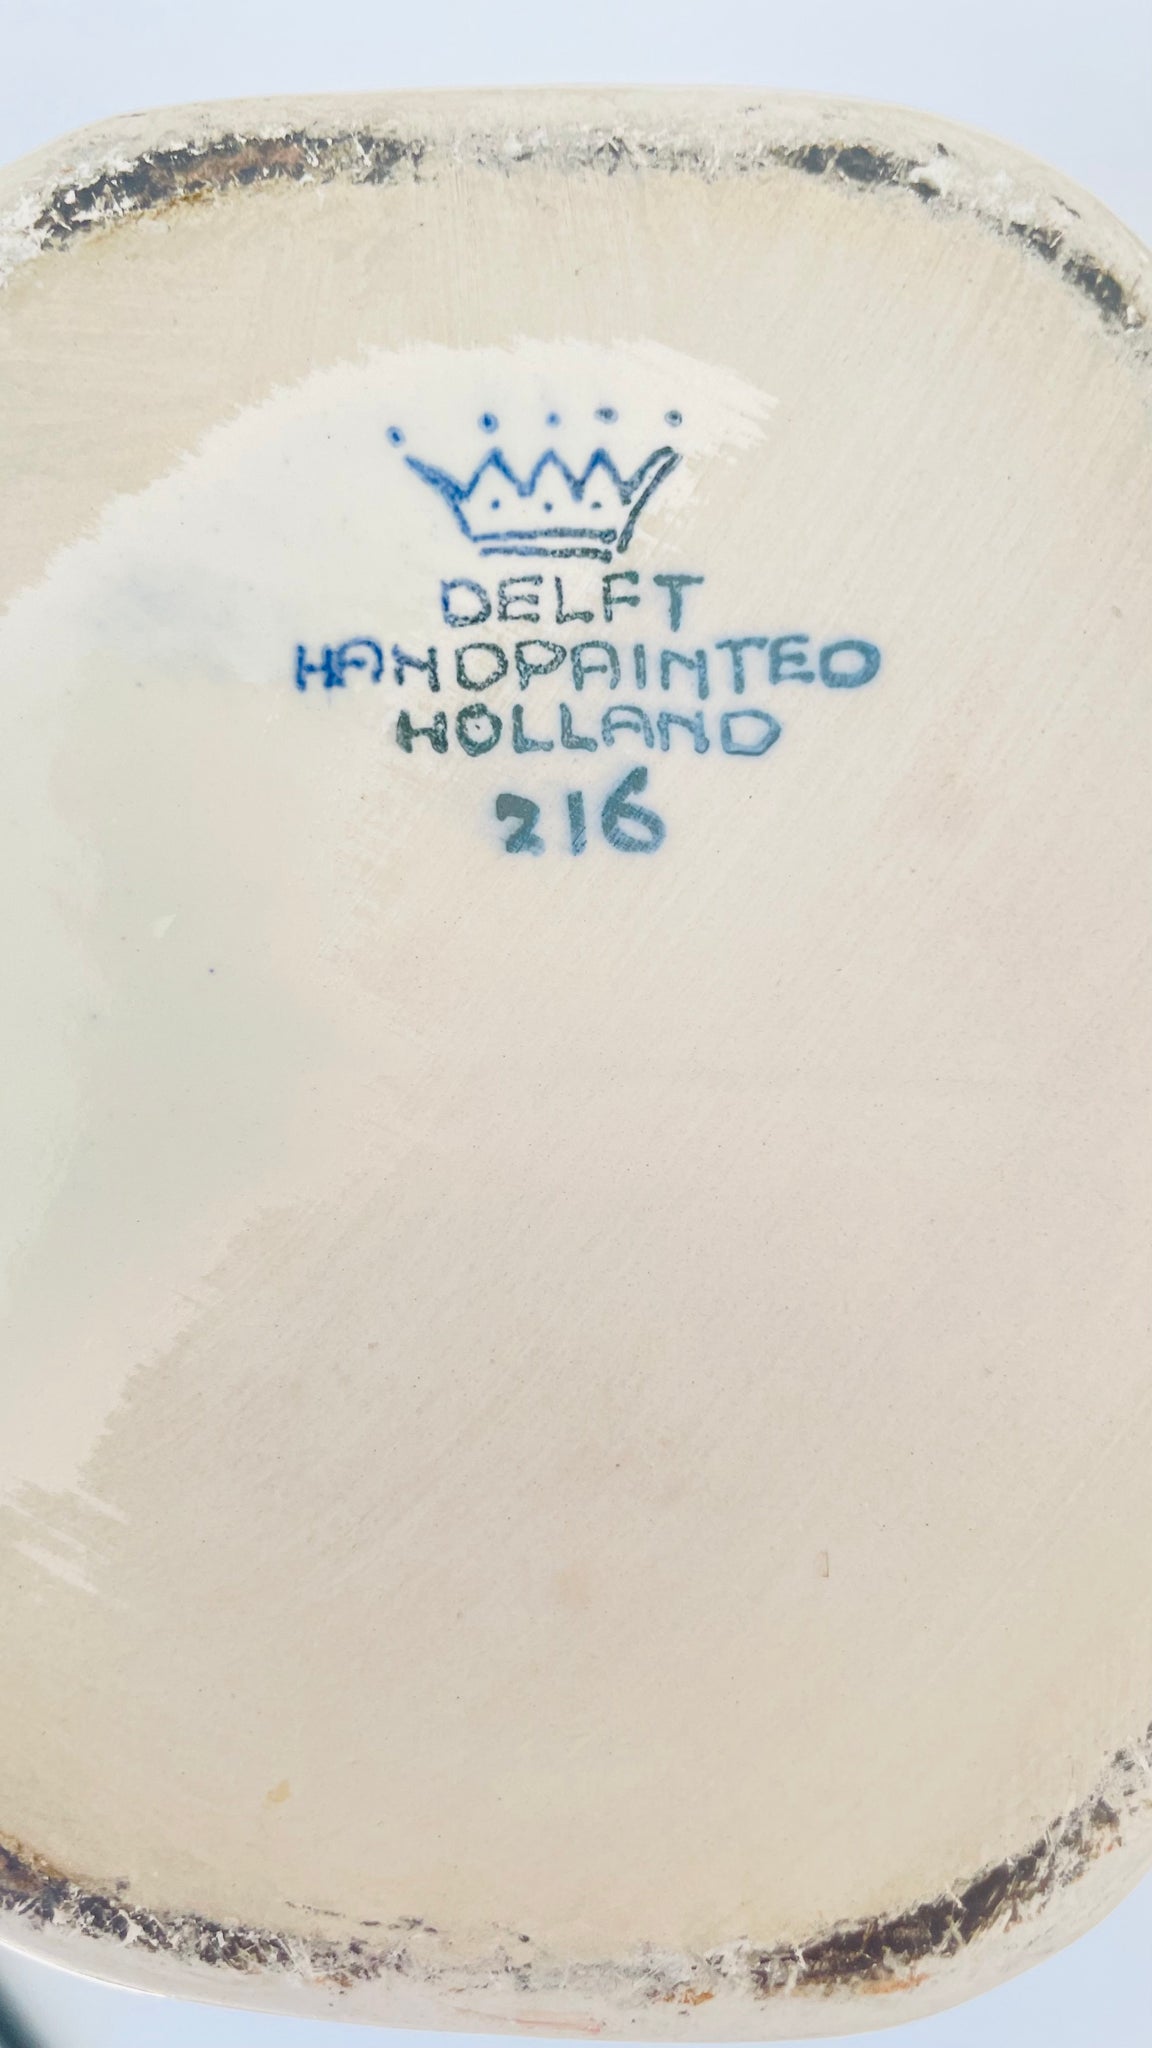 DELFT
HANDPAINTED
HOLLAND
216